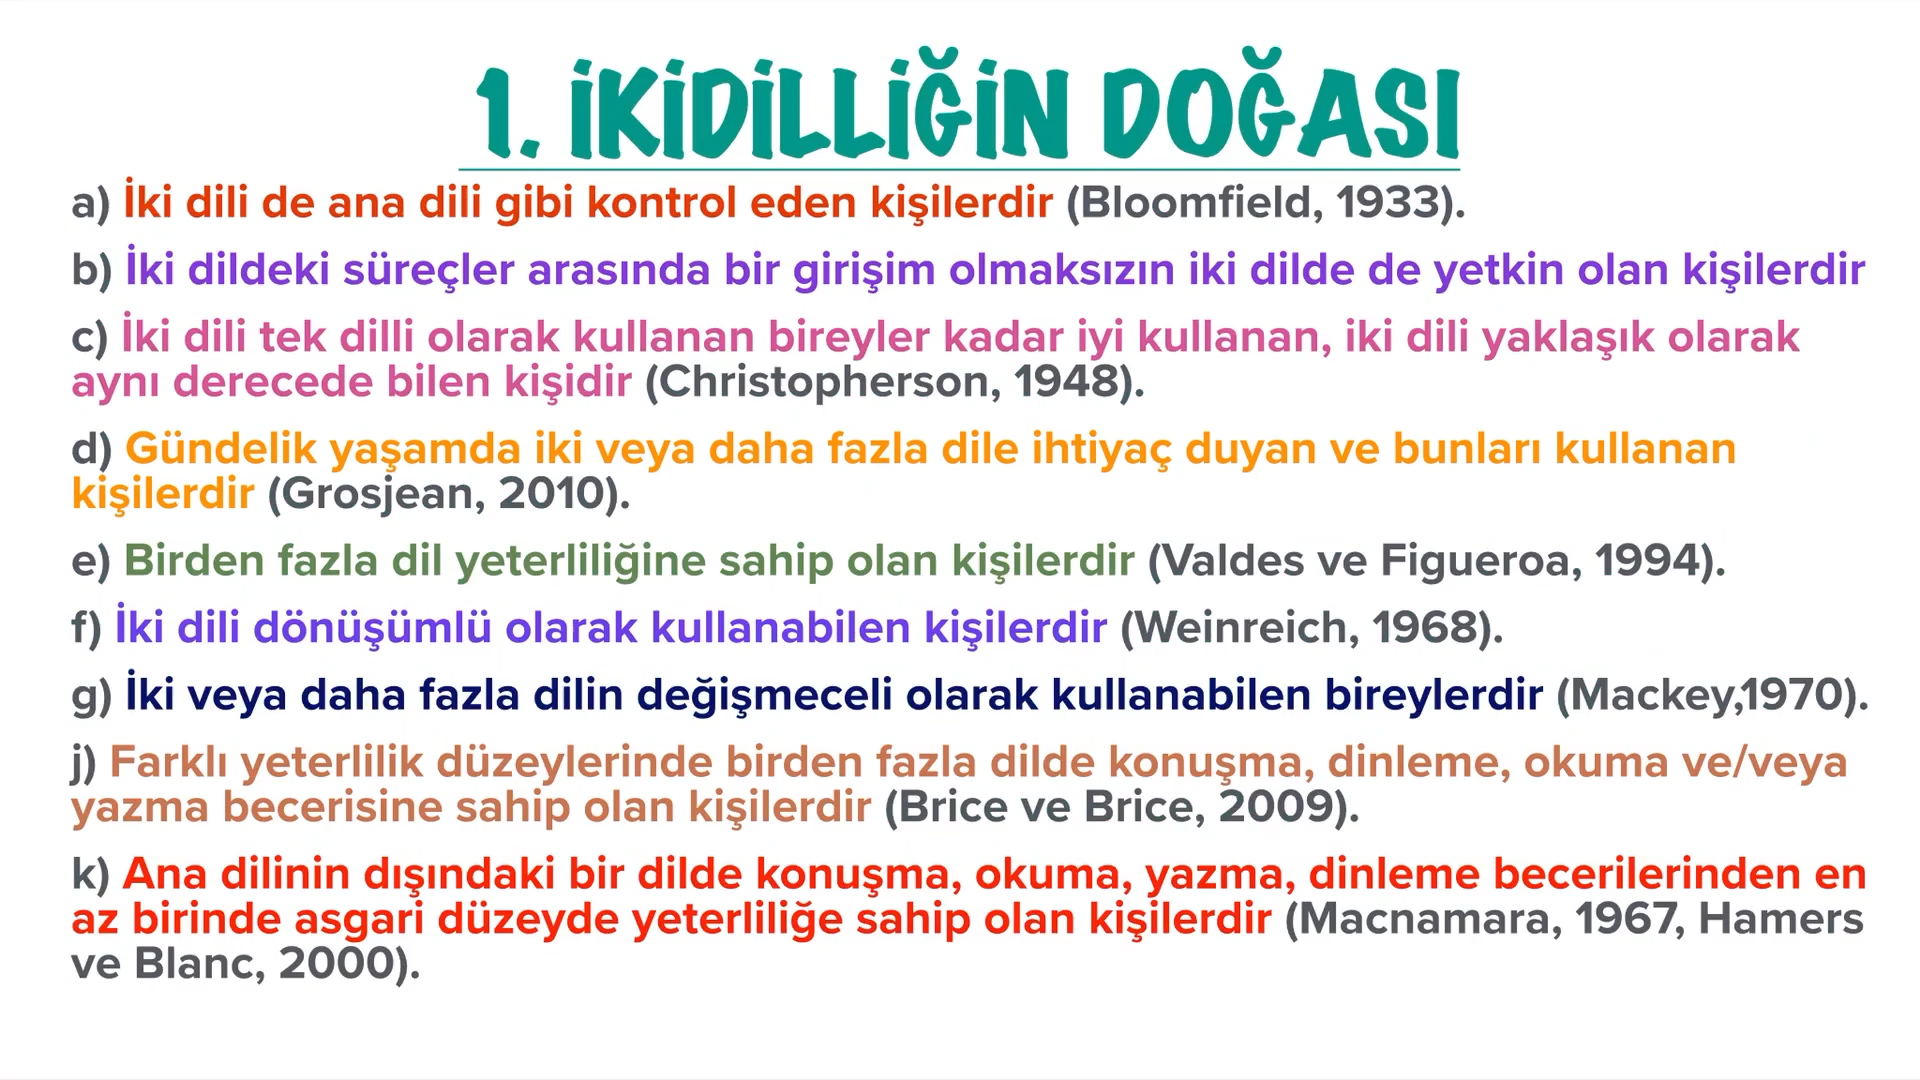 1. İKİDİLLİĞİN DOĞASI
a) İki dili de ana dili gibi kontrol eden kişilerdir (Bloomfield, 1933).
b) İki dildeki süreçler arasında bir girişim olmaksızın iki dilde de yetkin olan kişilerdir
c) İki dili tek dilli olarak kullanan bireyler kadar iyi kullanan, iki dili yaklaşık olarak
aynı derecede bilen kişidir (Christopherson, 1948).
d) Gündelik yaşamda iki veya daha fazla dile ihtiyaç duyan ve bunları kullanan
kişilerdir (Grosjean, 2010).
e) Birden fazla dil yeterliliğine sahip olan kişilerdir (Valdes ve Figueroa, 1994).
f) İki dili dönüşümlü olarak kullanabilen kişilerdir (Weinreich, 1968).
g) İki veya daha fazla dilin değişmeceli olarak kullanabilen bireylerdir (Mackey,1970).
j) Farklı yeterlilik düzeylerinde birden fazla dilde konuşma, dinleme, okuma ve/veya
yazma becerisine sahip olan kişilerdir (Brice ve Brice, 2009).
k) Ana dilinin dışındaki bir dilde konuşma, okuma, yazma, dinleme becerilerinden en
az birinde asgari düzeyde yeterliliğe sahip olan kişilerdir (Macnamara, 1967, Hamers
ve Blanc, 2000).